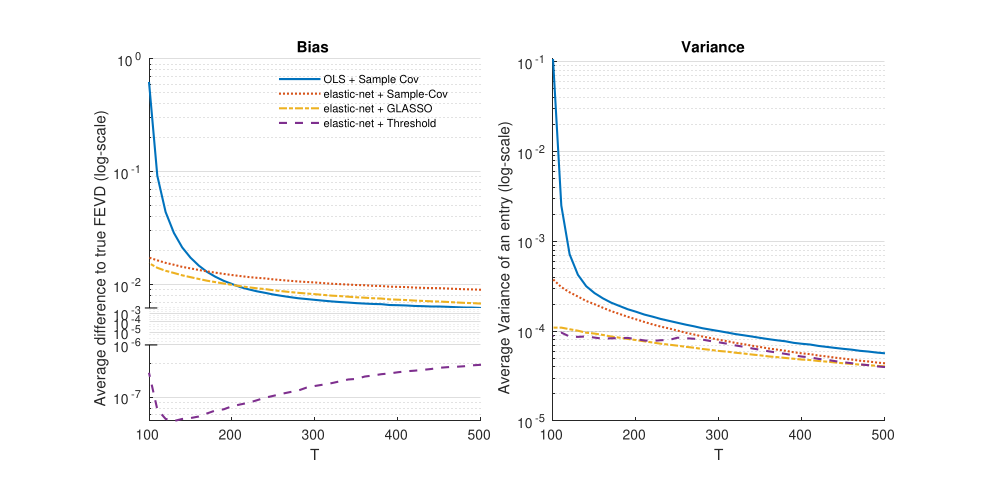 Bias
Average difference to true FEVD (log-scale)
10^0
10^-1
10^-2
10^-3
10^-4
10^-5
10^-6
10^-7
OLS + Sample Cov
elastic-net + Sample-Cov
elastic-net + GLASSO
elastic-net + Threshold
100 200 300 400 500
T
Variance
Average Variance of an entry (log-scale)
10^-1
10^-2
10^-3
10^-4
10^-5
100 200 300 400 500
T